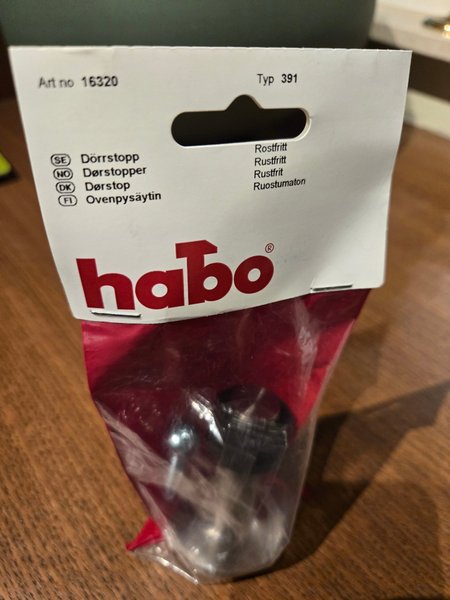 Art no 16320 Typ 391
SE Dörrstopp Rostfritt
NO Dørstopper Rustfritt
DK Dørstop Rustfrit
FI Ovenpysäytin Ruostumaton
habo®